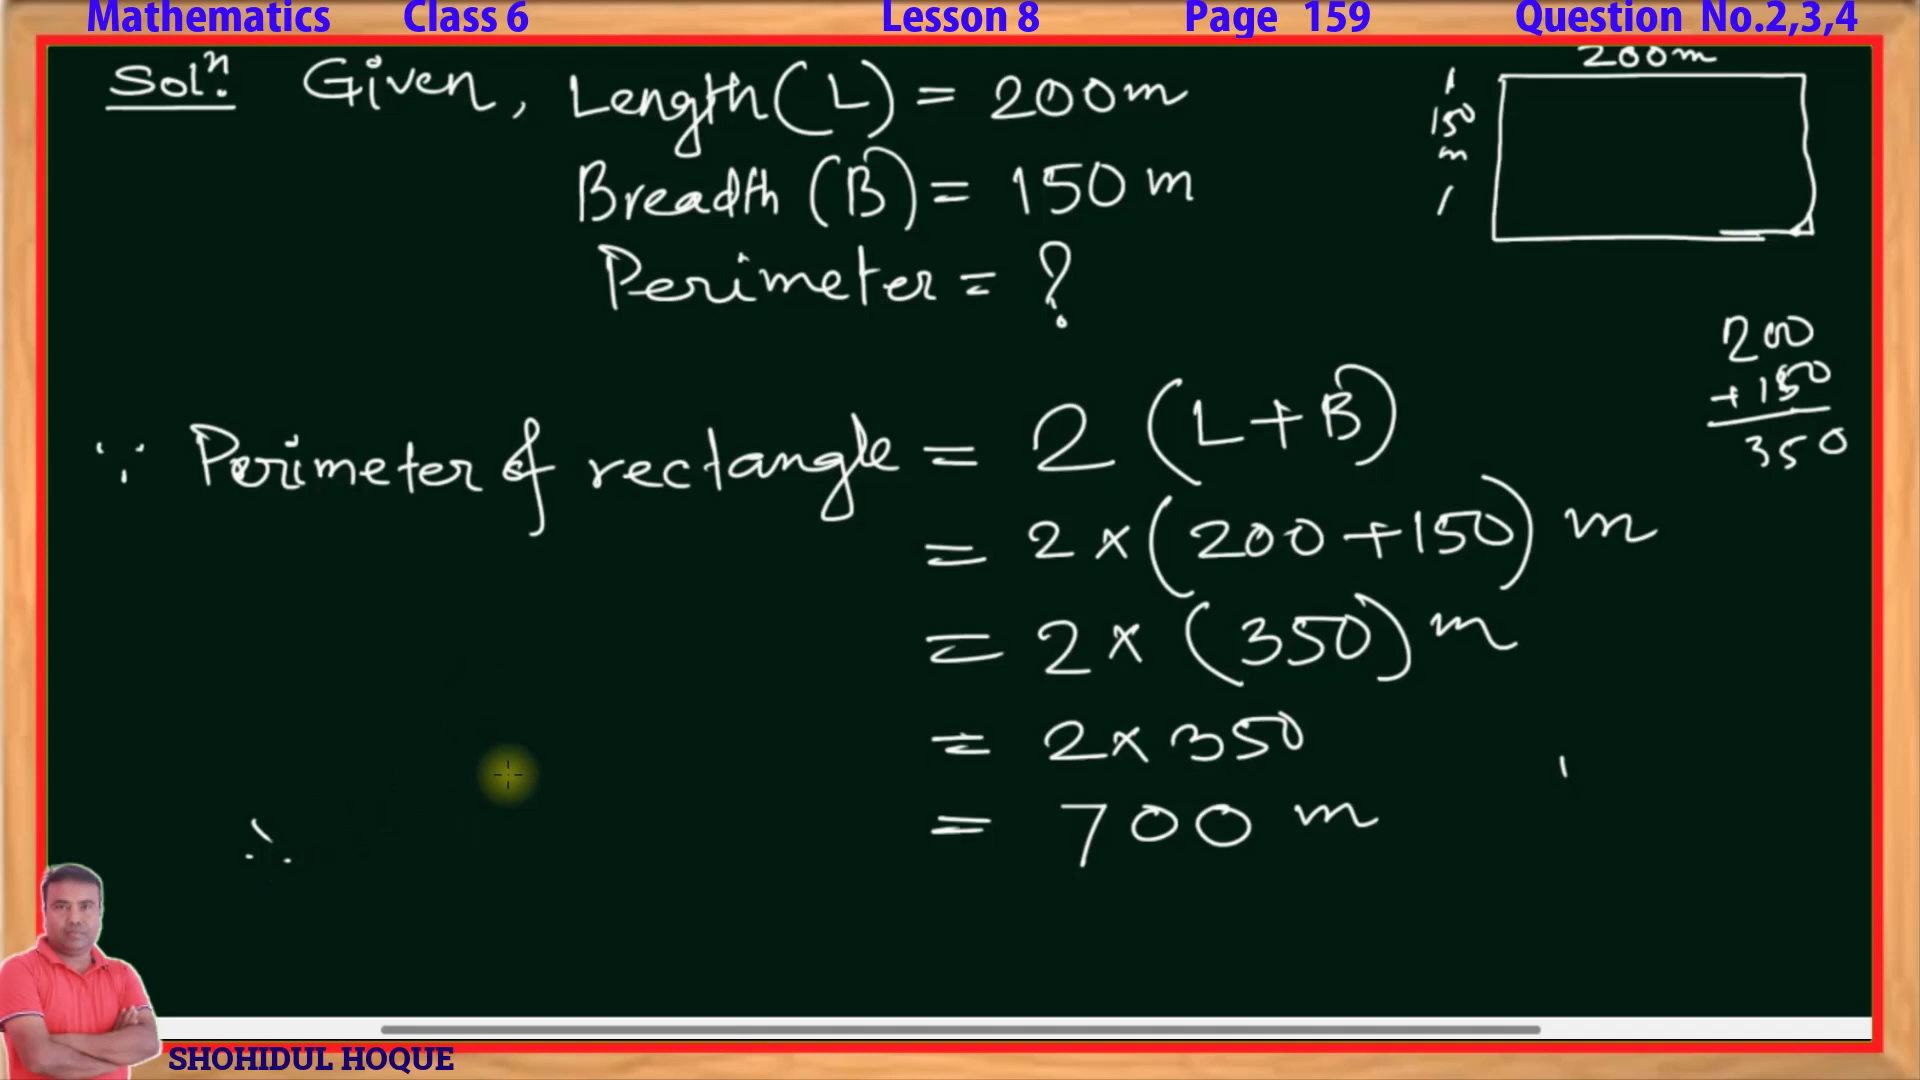 Mathematics Class 6 Lesson 8 Page 159 Question No.2,3,4
Solⁿ: Given, Length(L) = 200m
Breadth (B) = 150 m
Perimeter = ?
200m
150
m
200
+ 150
350
∵ Perimeter of rectangle = 2 (L+B)
= 2 × (200+150) m
= 2 × (350) m
= 2 × 350
= 700 m
∴
SHOHIDUL HOQUE